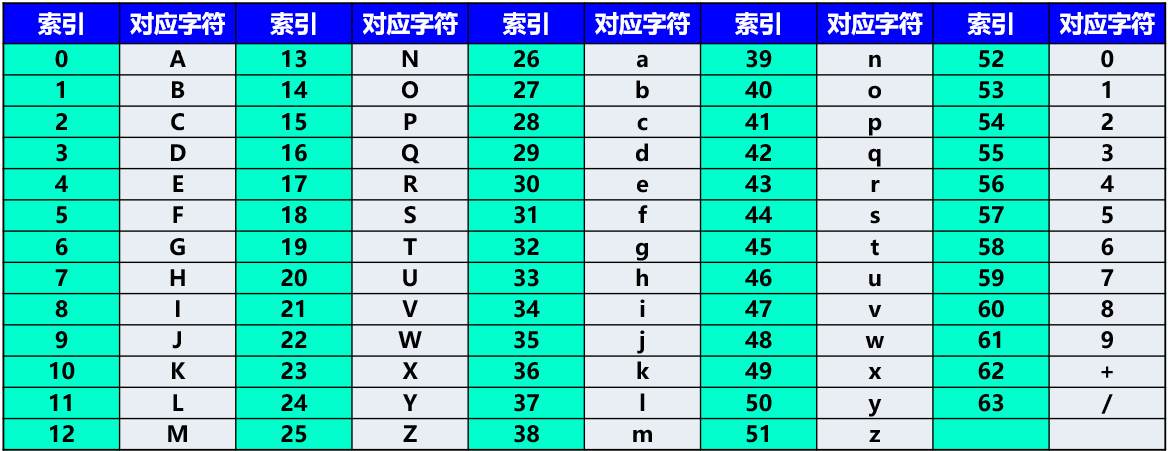 索引 对应字符 索引 对应字符 索引 对应字符 索引 对应字符 索引 对应字符
0 A 13 N 26 a 39 n 52 0
1 B 14 O 27 b 40 o 53 1
2 C 15 P 28 c 41 p 54 2
3 D 16 Q 29 d 42 q 55 3
4 E 17 R 30 e 43 r 56 4
5 F 18 S 31 f 44 s 57 5
6 G 19 T 32 g 45 t 58 6
7 H 20 U 33 h 46 u 59 7
8 I 21 V 34 i 47 v 60 8
9 J 22 W 35 j 48 w 61 9
10 K 23 X 36 k 49 x 62 +
11 L 24 Y 37 l 50 y 63 /
12 M 25 Z 38 m 51 z